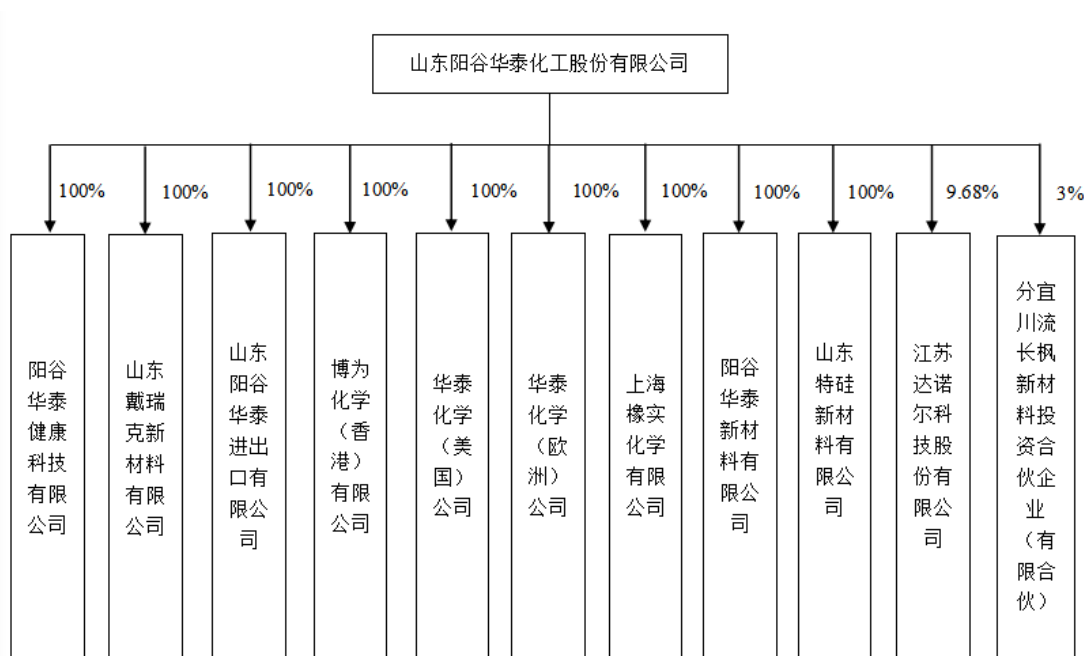 山东阳谷华泰化工股份有限公司
100%
100%
100%
100%
100%
100%
100%
100%
100%
9.68%
3%
阳谷
华泰
健康
科技
有限
公司
山东
戴瑞
克新
材料
有限
公司
山东
阳谷
华泰
进出
口有
限公
司
博为
化学
（香
港）
有限
公司
华泰
化学
（美
国）
公司
华泰
化学
（欧
洲）
公司
上海
橡实
化学
有限
公司
阳谷
华泰
新材
料有
限公
司
山东
特硅
新材
料有
限公
司
江苏
达诺
尔科
技股
份有
限公
司
分宜
川流
长枫
新材
料投
资合
伙企
业
（有
限合
伙）